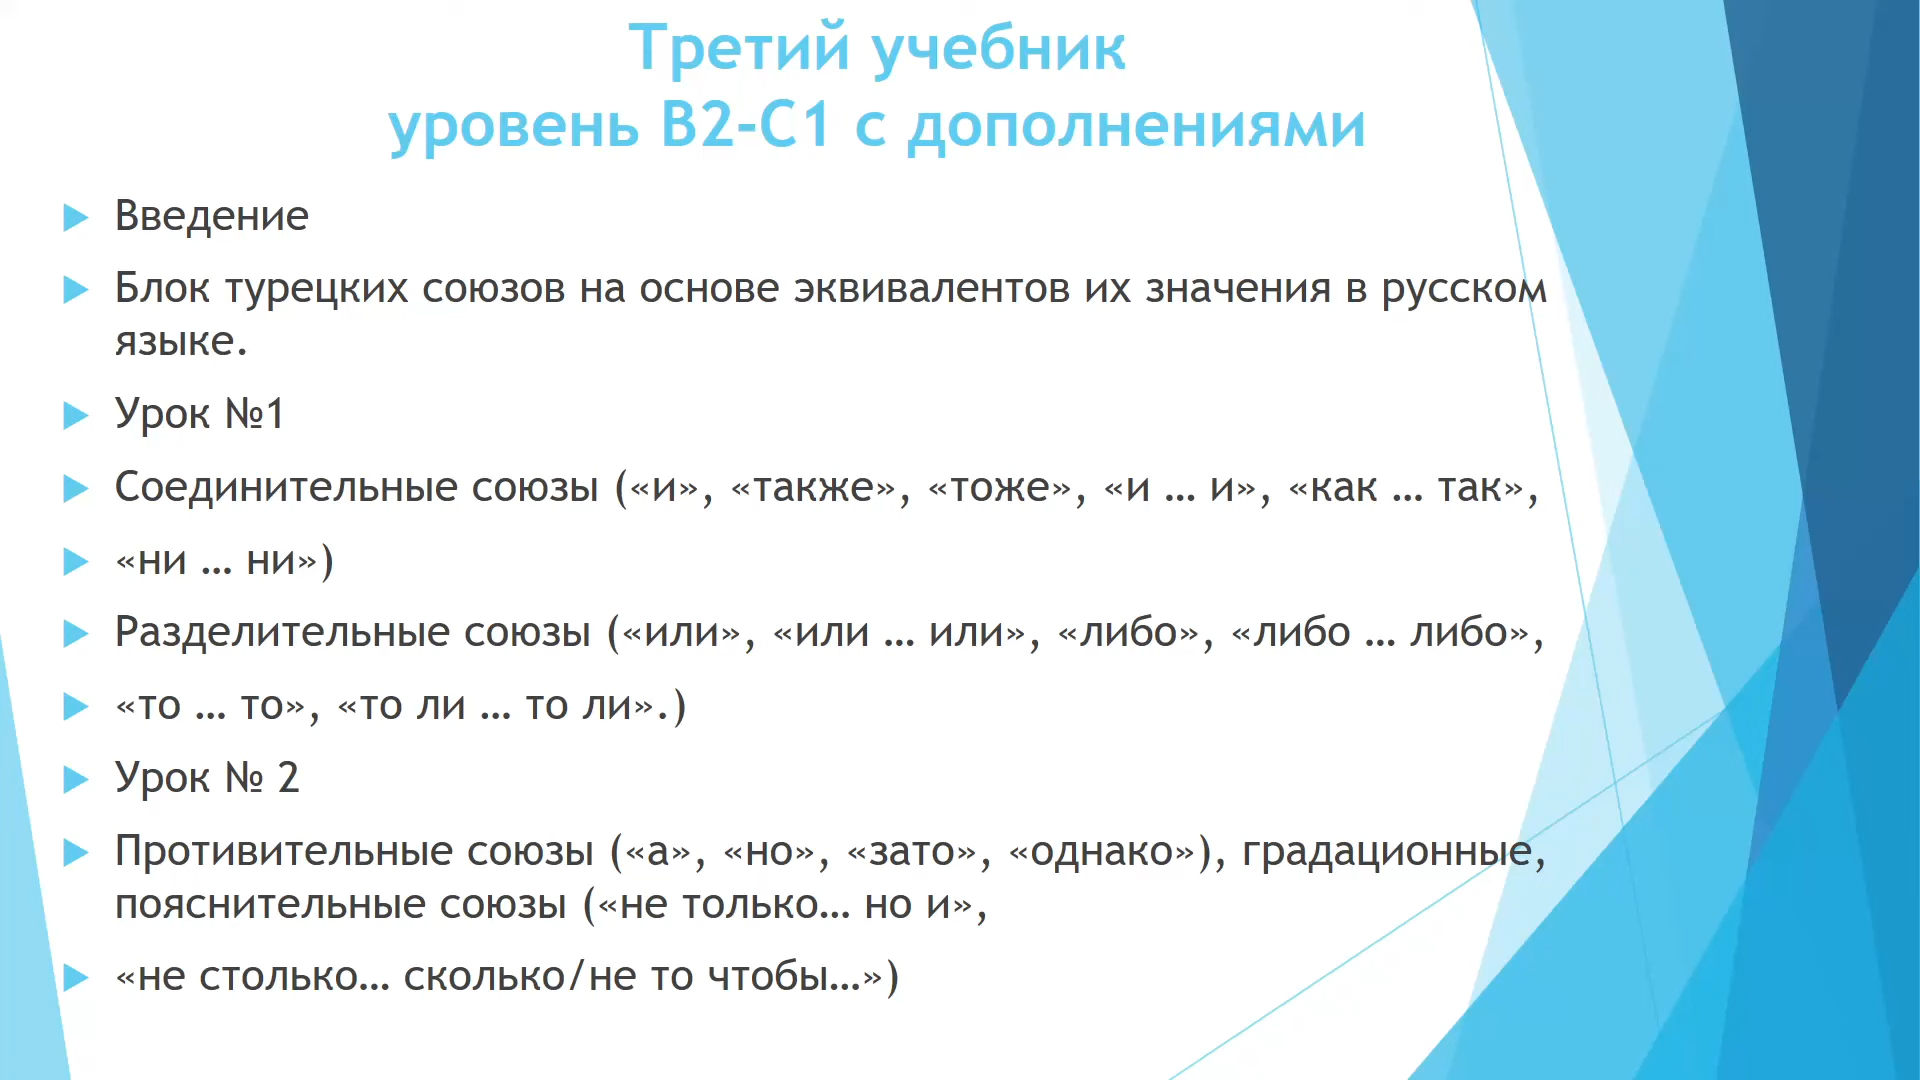 Третий учебник
уровень В2-С1 с дополнениями
Введение
Блок турецких союзов на основе эквивалентов их значения в русском
языке.
Урок №1
Соединительные союзы («и», «также», «тоже», «и … и», «как … так»,
«ни … ни»)
Разделительные союзы («или», «или … или», «либо», «либо … либо»,
«то … то», «то ли … то ли».)
Урок № 2
Противительные союзы («а», «но», «зато», «однако»), градационные,
пояснительные союзы («не только… но и»,
«не столько… сколько/не то чтобы…»)